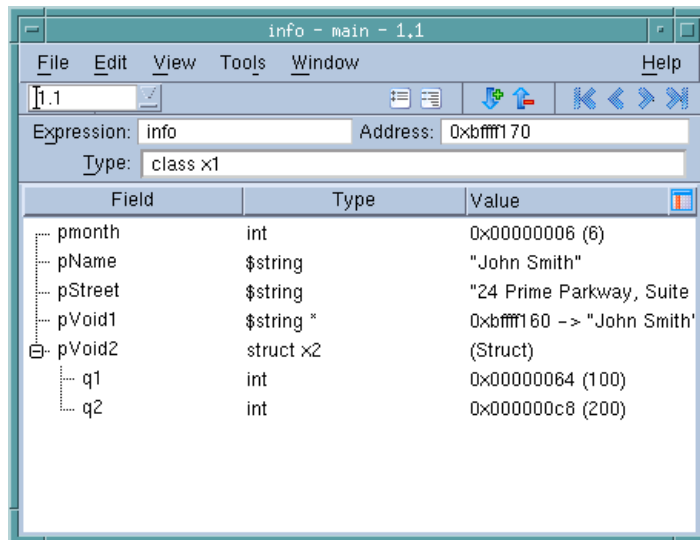 info - main - 1.1
File Edit View Tools Window Help
1.1
Expression: info Address: 0xbffff170
Type: class x1
Field Type Value
pmonth int 0x00000006 (6)
pName $string "John Smith"
pStreet $string "24 Prime Parkway, Suite
pVoid1 $string * 0xbffff160 -> "John Smith"
pVoid2 struct x2 (Struct)
q1 int 0x00000064 (100)
q2 int 0x000000c8 (200)